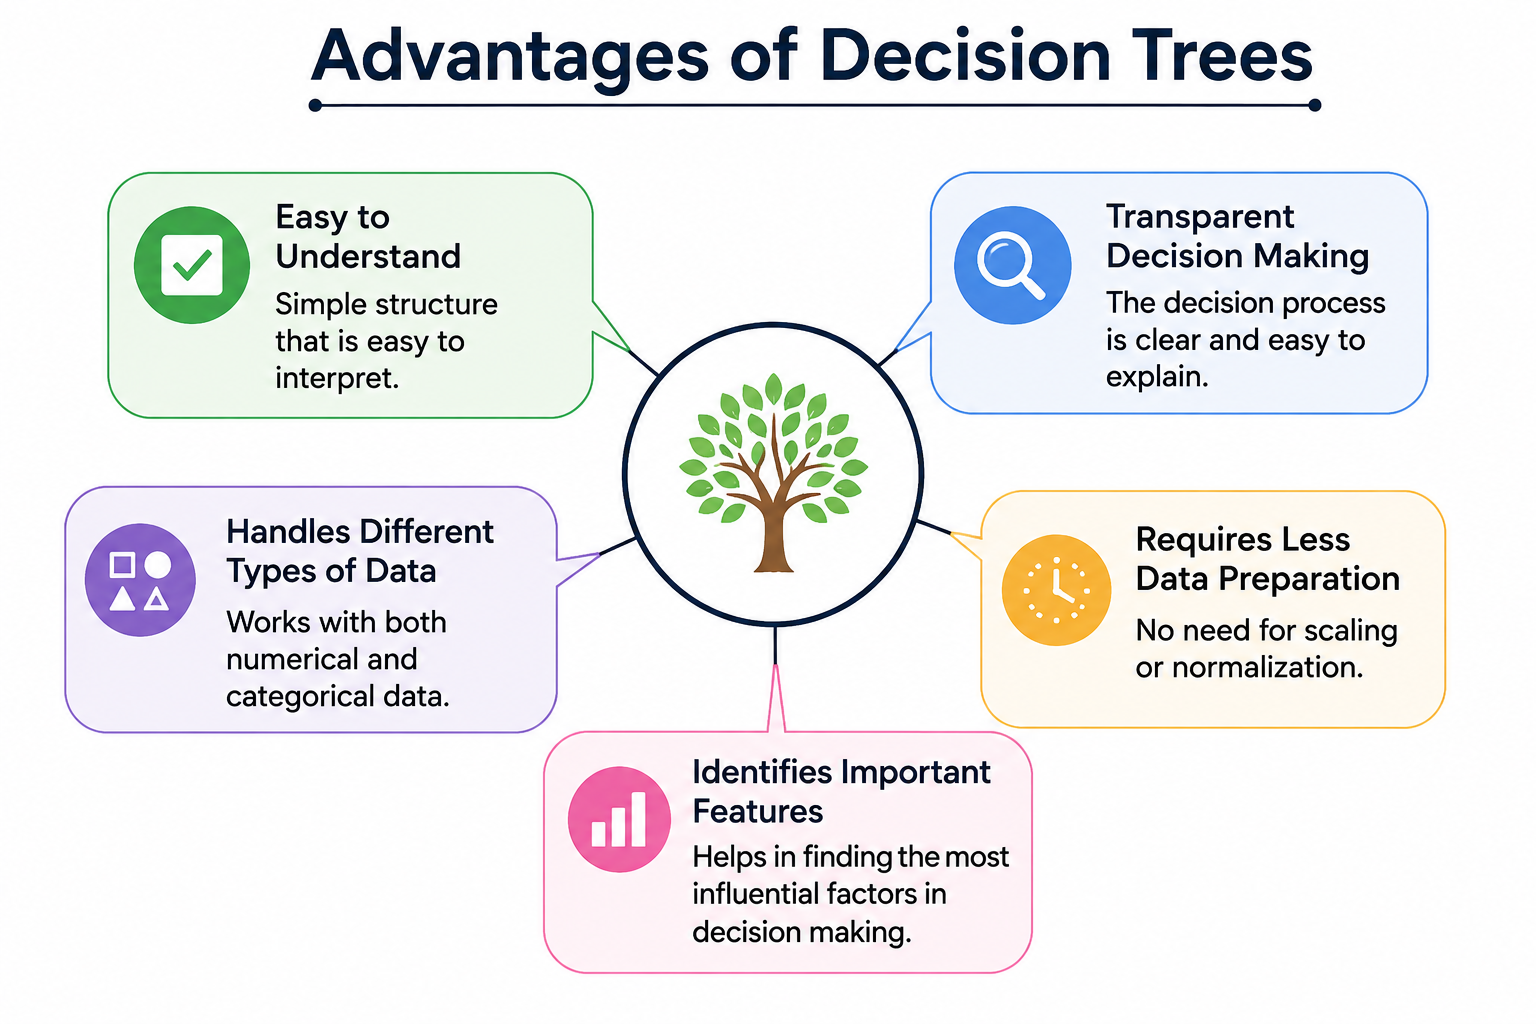 Advantages of Decision Trees
Easy to
Understand
Simple structure
that is easy to
interpret.
Transparent
Decision Making
The decision process
is clear and easy to
explain.
Handles Different
Types of Data
Works with both
numerical and
categorical data.
Requires Less
Data Preparation
No need for scaling
or normalization.
Identifies Important
Features
Helps in finding the most
influential factors in
decision making.